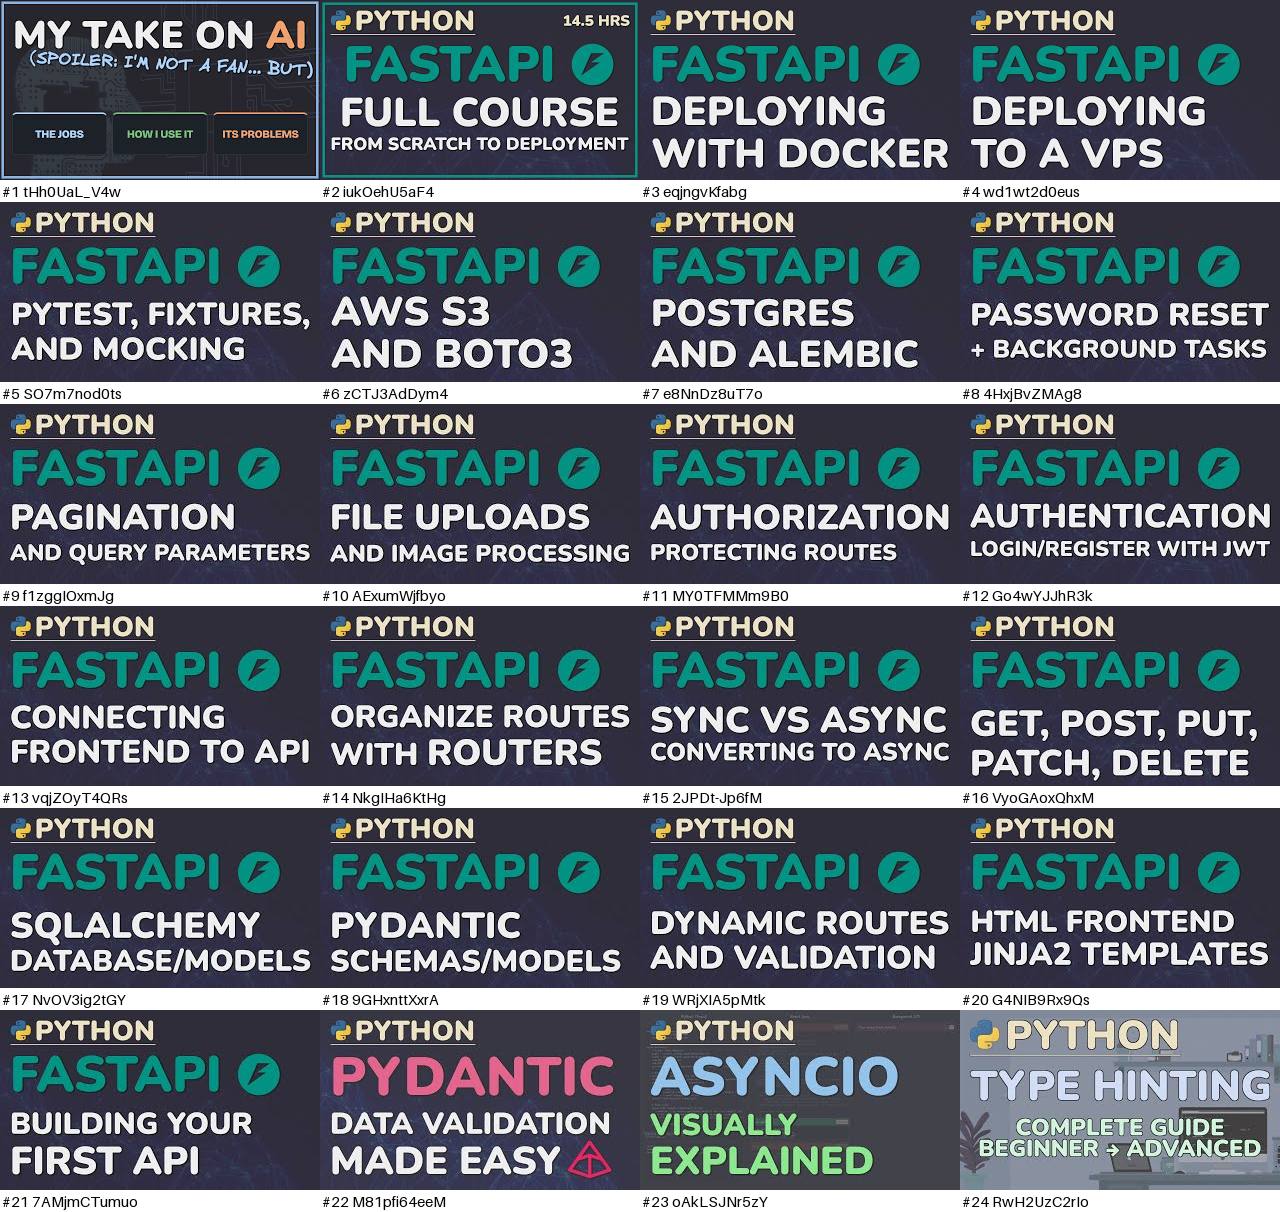 MY TAKE ON AI
(SPOILER: I'M NOT A FAN... BUT)
THE JOBS
HOW I USE IT
ITS PROBLEMS
#1 tHh0UaL_V4w
PYTHON
14.5 HRS
FASTAPI
FULL COURSE
FROM SCRATCH TO DEPLOYMENT
#2 iukOehU5aF4
PYTHON
FASTAPI
DEPLOYING
WITH DOCKER
#3 eqjngvKfabg
PYTHON
FASTAPI
DEPLOYING
TO A VPS
#4 wd1wt2d0eus
PYTHON
FASTAPI
PYTEST, FIXTURES,
AND MOCKING
#5 SO7m7nod0ts
PYTHON
FASTAPI
AWS S3
AND BOTO3
#6 zCTJ3AdDym4
PYTHON
FASTAPI
POSTGRES
AND ALEMBIC
#7 e8NnDz8uT7o
PYTHON
FASTAPI
PASSWORD RESET
+ BACKGROUND TASKS
#8 4HxjBvZMAg8
PYTHON
FASTAPI
PAGINATION
AND QUERY PARAMETERS
#9 f1zggIOxmJg
PYTHON
FASTAPI
FILE UPLOADS
AND IMAGE PROCESSING
#10 AExumWjfbyo
PYTHON
FASTAPI
AUTHORIZATION
PROTECTING ROUTES
#11 MY0TFMMm9B0
PYTHON
FASTAPI
AUTHENTICATION
LOGIN/REGISTER WITH JWT
#12 Go4wYJJhR3k
PYTHON
FASTAPI
CONNECTING
FRONTEND TO API
#13 vqjZOyT4QRs
PYTHON
FASTAPI
ORGANIZE ROUTES
WITH ROUTERS
#14 NkgIHa6KtHg
PYTHON
FASTAPI
SYNC VS ASYNC
CONVERTING TO ASYNC
#15 2JPDt-Jp6fM
PYTHON
FASTAPI
GET, POST, PUT,
PATCH, DELETE
#16 VyoGAoxQhxM
PYTHON
FASTAPI
SQLALCHEMY
DATABASE/MODELS
#17 NvOV3ig2tGY
PYTHON
FASTAPI
PYDANTIC
SCHEMAS/MODELS
#18 9GHxnttXxrA
PYTHON
FASTAPI
DYNAMIC ROUTES
AND VALIDATION
#19 WRjXIA5pMtk
PYTHON
FASTAPI
HTML FRONTEND
JINJA2 TEMPLATES
#20 G4NIB9Rx9Qs
PYTHON
FASTAPI
BUILDING YOUR
FIRST API
#21 7AMjmCTumuo
PYTHON
PYDANTIC
DATA VALIDATION
MADE EASY
#22 M81pfi64eeM
PYTHON
ASYNCIO
VISUALLY
EXPLAINED
#23 oAkLSJNr5zY
PYTHON
TYPE HINTING
COMPLETE GUIDE
BEGINNER → ADVANCED
#24 RwH2UzC2rIo